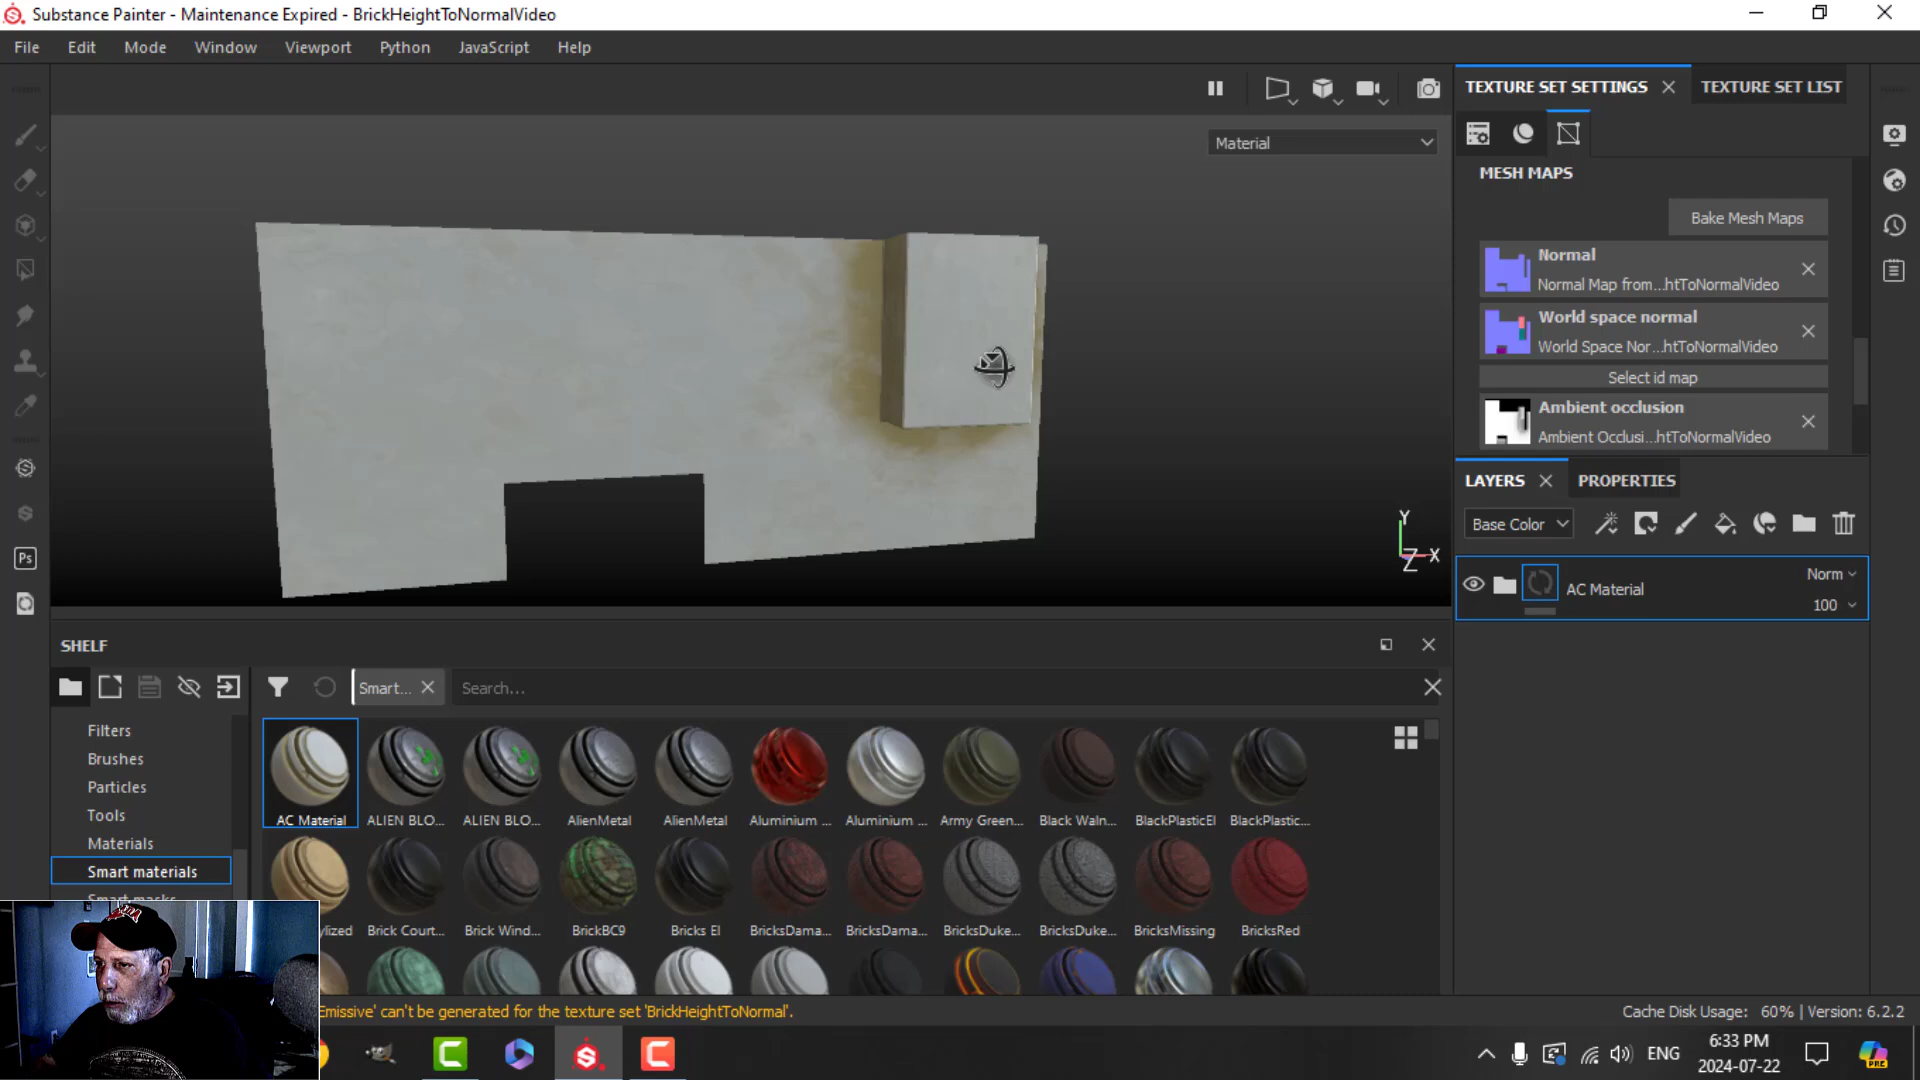 Substance Painter - Maintenance Expired - BrickHeightToNormalVideo
File Edit Mode Window Viewport Python JavaScript Help
Material
Y
X
Z
TEXTURE SET SETTINGS
TEXTURE SET LIST
MESH MAPS
Bake Mesh Maps
Normal
Normal Map from...htToNormalVideo
World space normal
World Space Nor...htToNormalVideo
Select id map
Ambient occlusion
Ambient Occlusi...htToNormalVideo
LAYERS
PROPERTIES
Base Color
AC Material
Norm
100
SHELF
Smart...
Search...
Filters
Brushes
Particles
Tools
Materials
Smart materials
Smart masks
AC Material ALIEN BLO... ALIEN BLO... AlienMetal AlienMetal Aluminium ... Aluminium ... Army Green... Black Waln... BlackPlasticEl BlackPlastic...
ylized Brick Court... Brick Wind... BrickBC9 Bricks El BricksDama... BricksDama... BricksDuke... BricksDuke... BricksMissing BricksRed
Emissive' can't be generated for the texture set 'BrickHeightToNormal'.
Cache Disk Usage: 60% | Version: 6.2.2
Ps
ENG
6:33 PM
2024-07-22
PRE